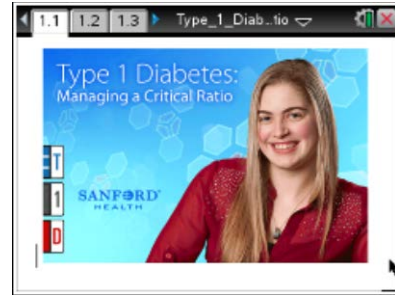 1.1 1.2 1.3 Type_1_Diab...tio
Type 1 Diabetes:
Managing a Critical Ratio
T
1
D
SANFORD
HEALTH